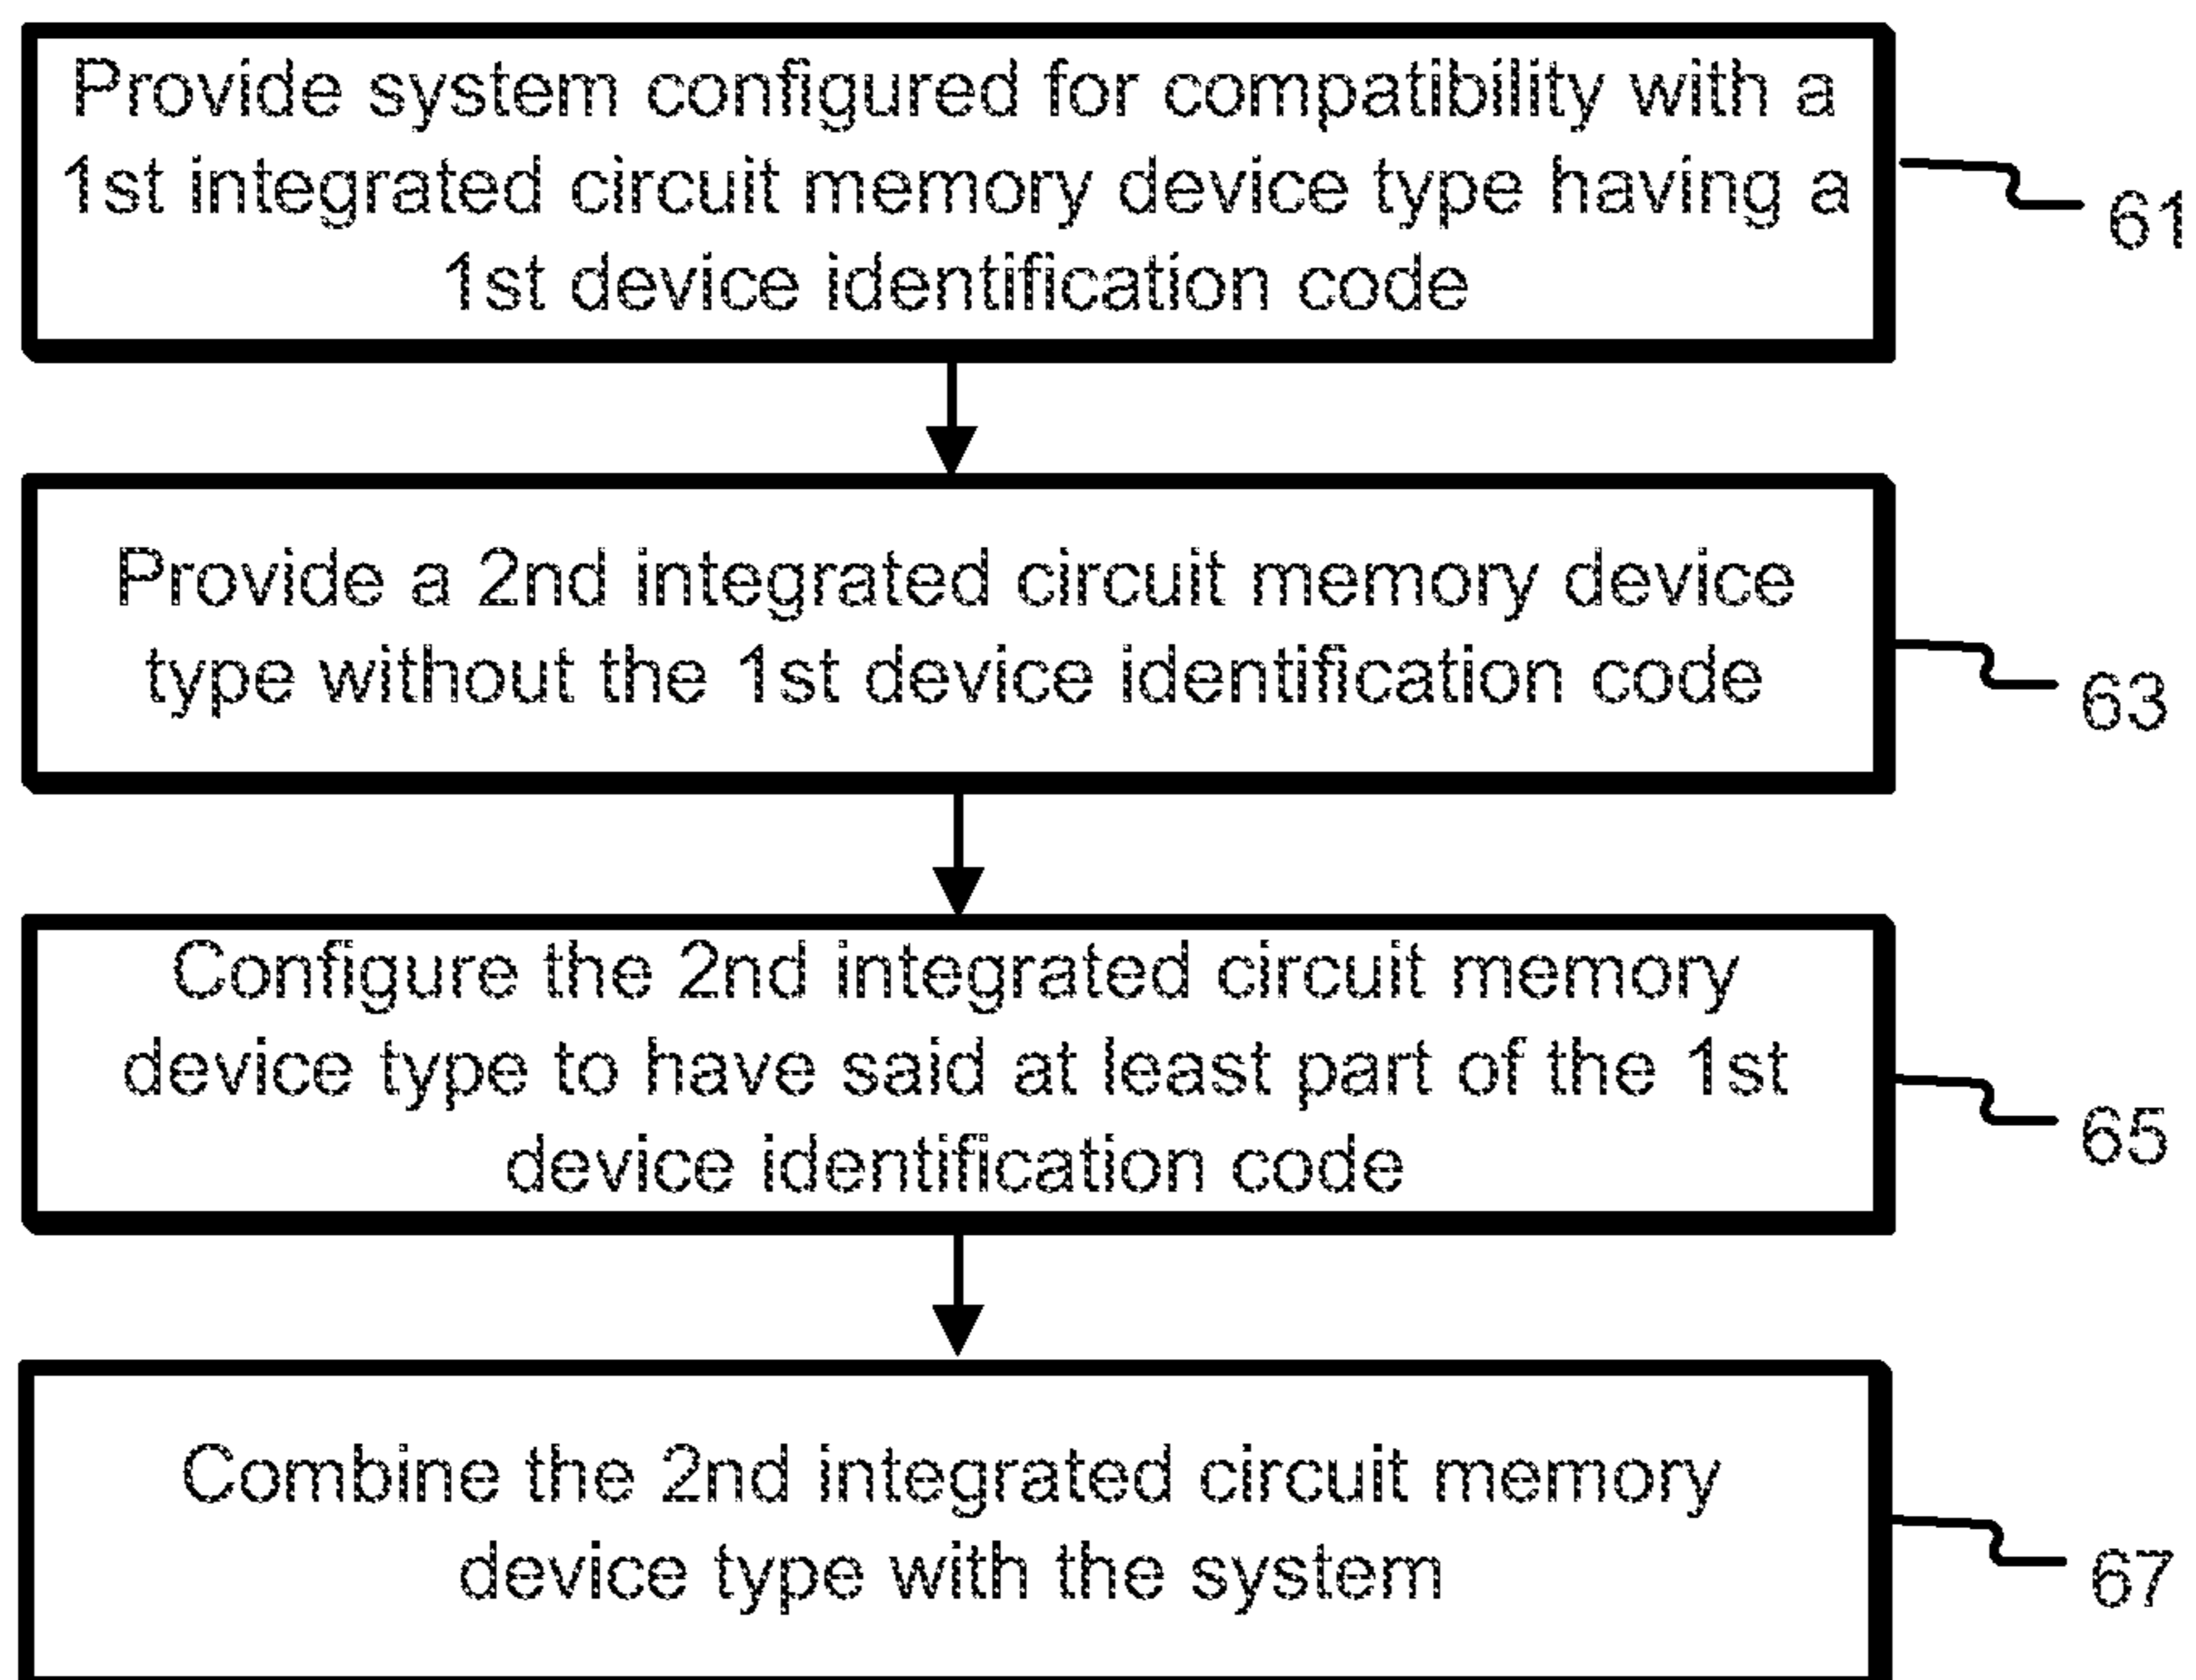 Provide system configured for compatibility with a
1st integrated circuit memory device type having a
1st device identification code
61
Provide a 2nd integrated circuit memory device
type without the 1st device identification code
63
Configure the 2nd integrated circuit memory
device type to have said at least part of the 1st
device identification code
65
Combine the 2nd integrated circuit memory
device type with the system
67